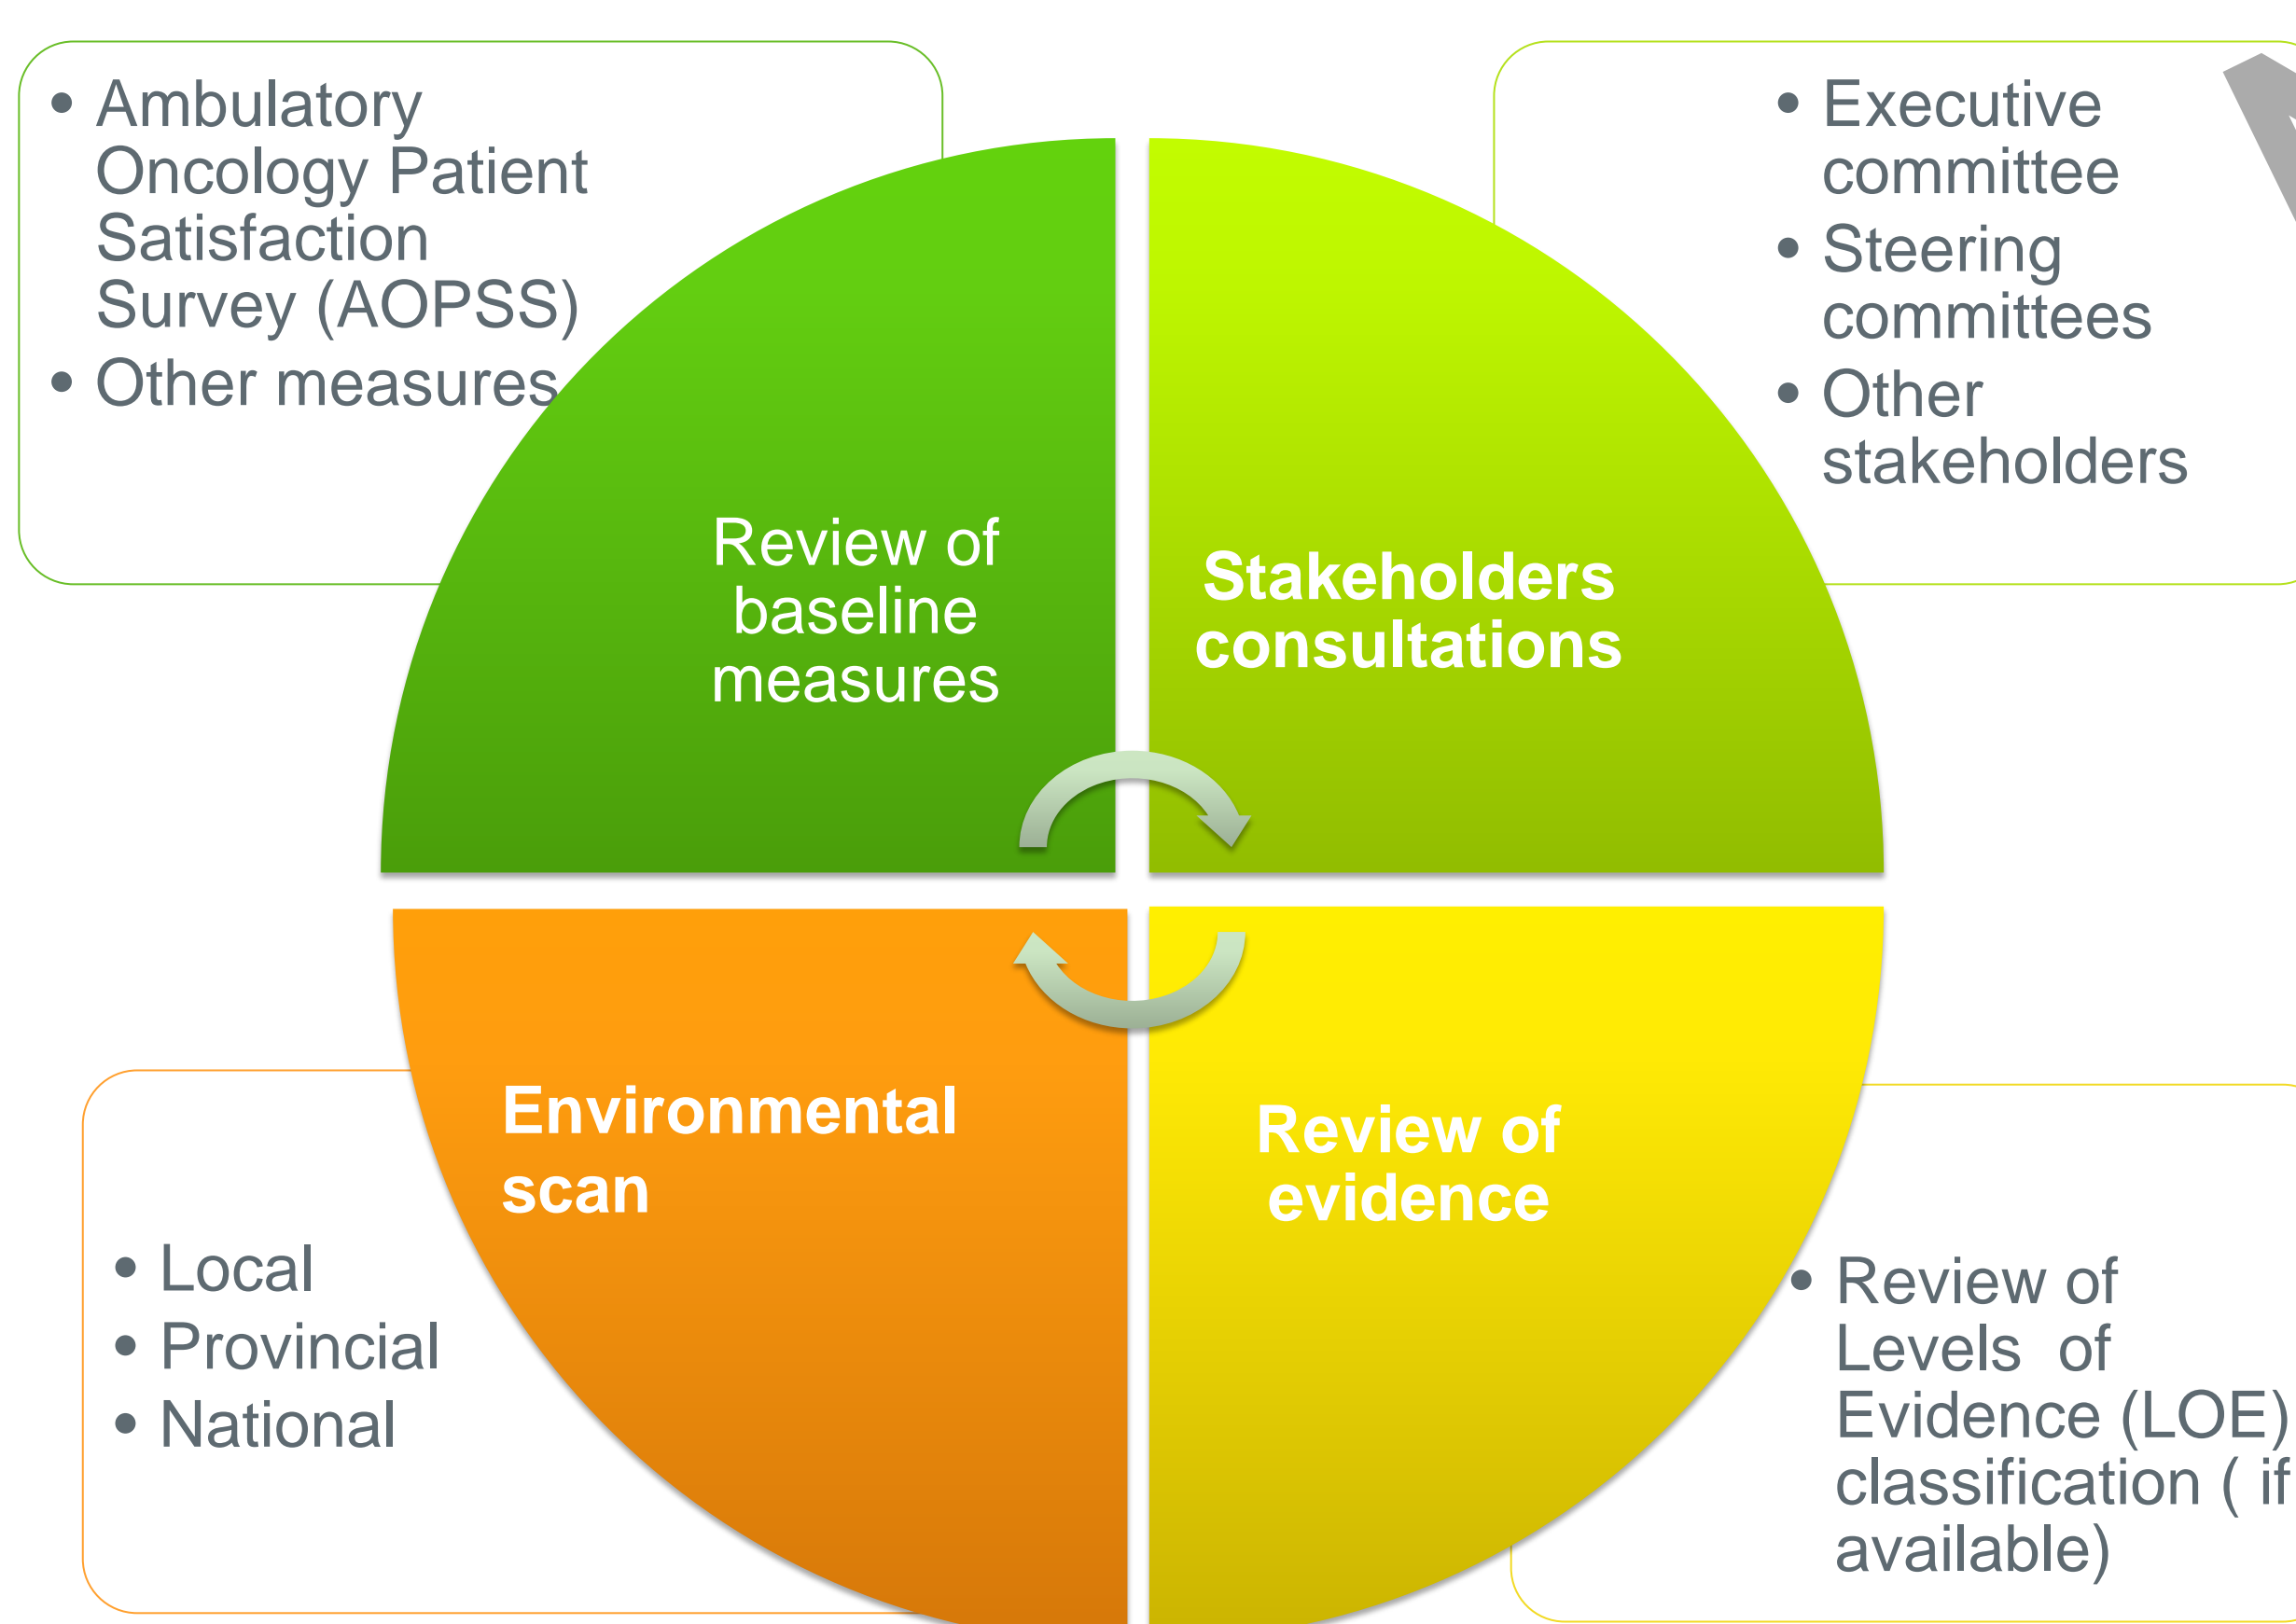 • Ambulatory
Oncology Patient
Satisfaction
Survey (AOPSS)
• Other measures
• Executive
committee
• Steering
committees
• Other
stakeholders
Review of
baseline
measures
Stakeholders
consultations
Environmental
scan
Review of
evidence
• Local
• Provincial
• National
• Review of
Levels of
Evidence (LOE)
classification ( if
available)